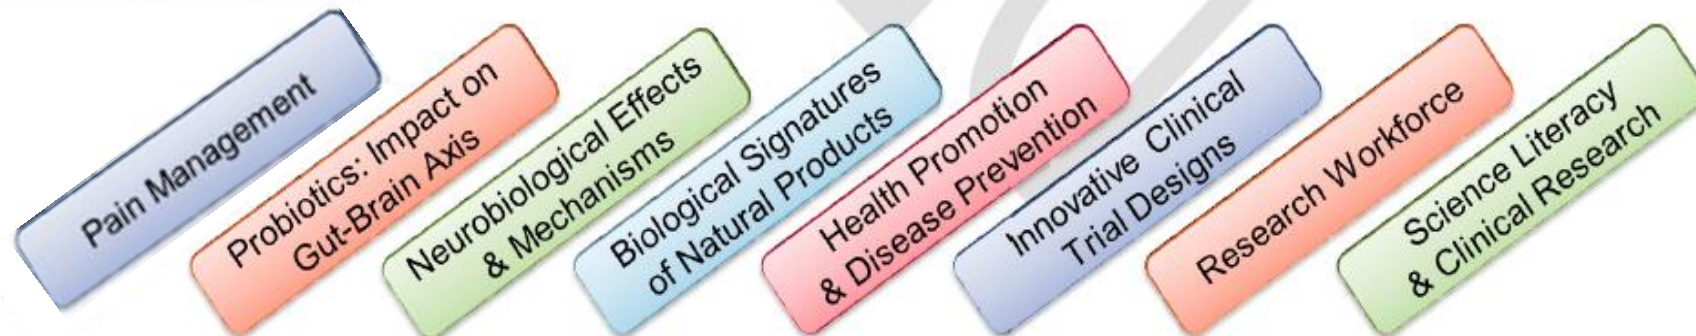 Pain Management
Probiotics: Impact on
Gut-Brain Axis
Neurobiological Effects
& Mechanisms
Biological Signatures
of Natural Products
Health Promotion
& Disease Prevention
Innovative Clinical
Trial Designs
Research Workforce
Science Literacy
& Clinical Research